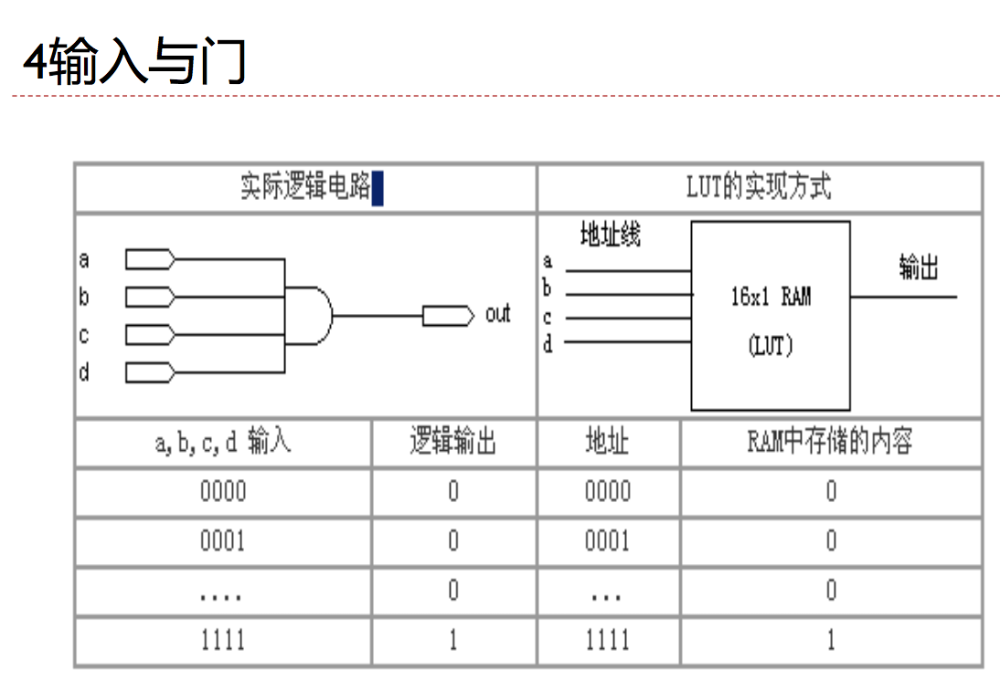 4输入与门
实际逻辑电路 LUT的实现方式
a
b
c
d
out
地址线
a
b
c
d
16x1 RAM
(LUT)
输出
a,b,c,d 输入 逻辑输出 地址 RAM中存储的内容
0000 0 0000 0
0001 0 0001 0
.... 0 ... 0
1111 1 1111 1